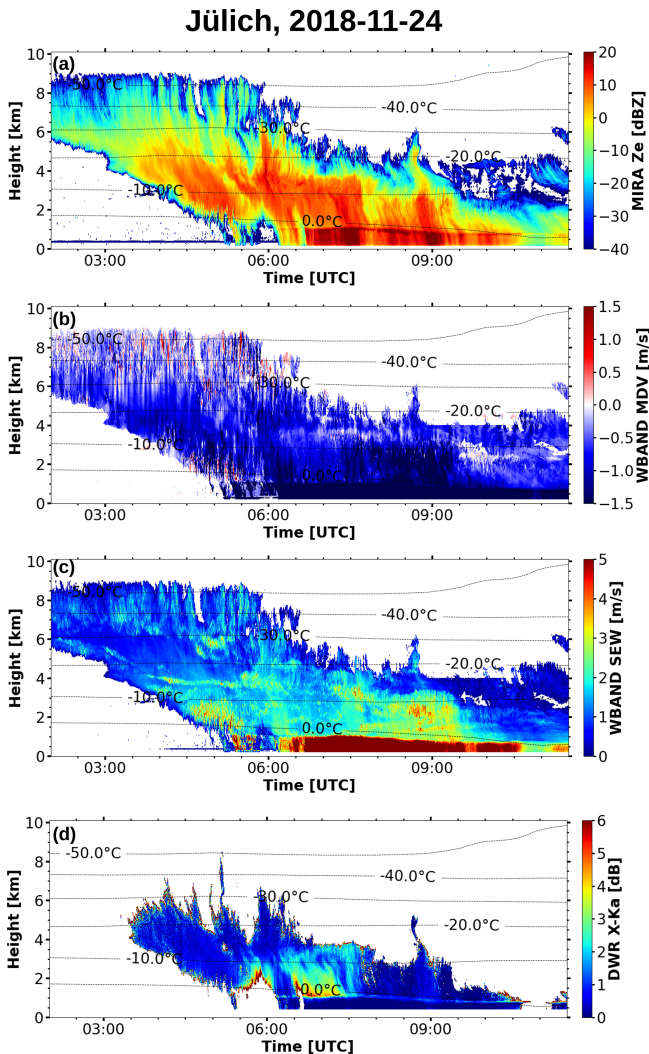 Jülich, 2018-11-24
(a)
10
8
6
4
2
0
Height [km]
-50.0°C
-40.0°C
-30.0°C
-20.0°C
-10.0°C
0.0°C
03:00 06:00 09:00
Time [UTC]
20
10
0
−10
−20
−30
−40
MIRA Ze [dBZ]
(b)
10
8
6
4
2
0
Height [km]
-50.0°C
-40.0°C
-30.0°C
-20.0°C
-10.0°C
0.0°C
03:00 06:00 09:00
Time [UTC]
1.5
1.0
0.5
0.0
−0.5
−1.0
−1.5
WBAND MDV [m/s]
(c)
10
8
6
4
2
0
Height [km]
-50.0°C
-40.0°C
-30.0°C
-20.0°C
-10.0°C
0.0°C
03:00 06:00 09:00
Time [UTC]
5
4
3
2
1
0
WBAND SEW [m/s]
(d)
10
8
6
4
2
0
Height [km]
-50.0°C
-40.0°C
-30.0°C
-20.0°C
-10.0°C
0.0°C
03:00 06:00 09:00
Time [UTC]
6
5
4
3
2
1
0
DWR X-Ka [dB]